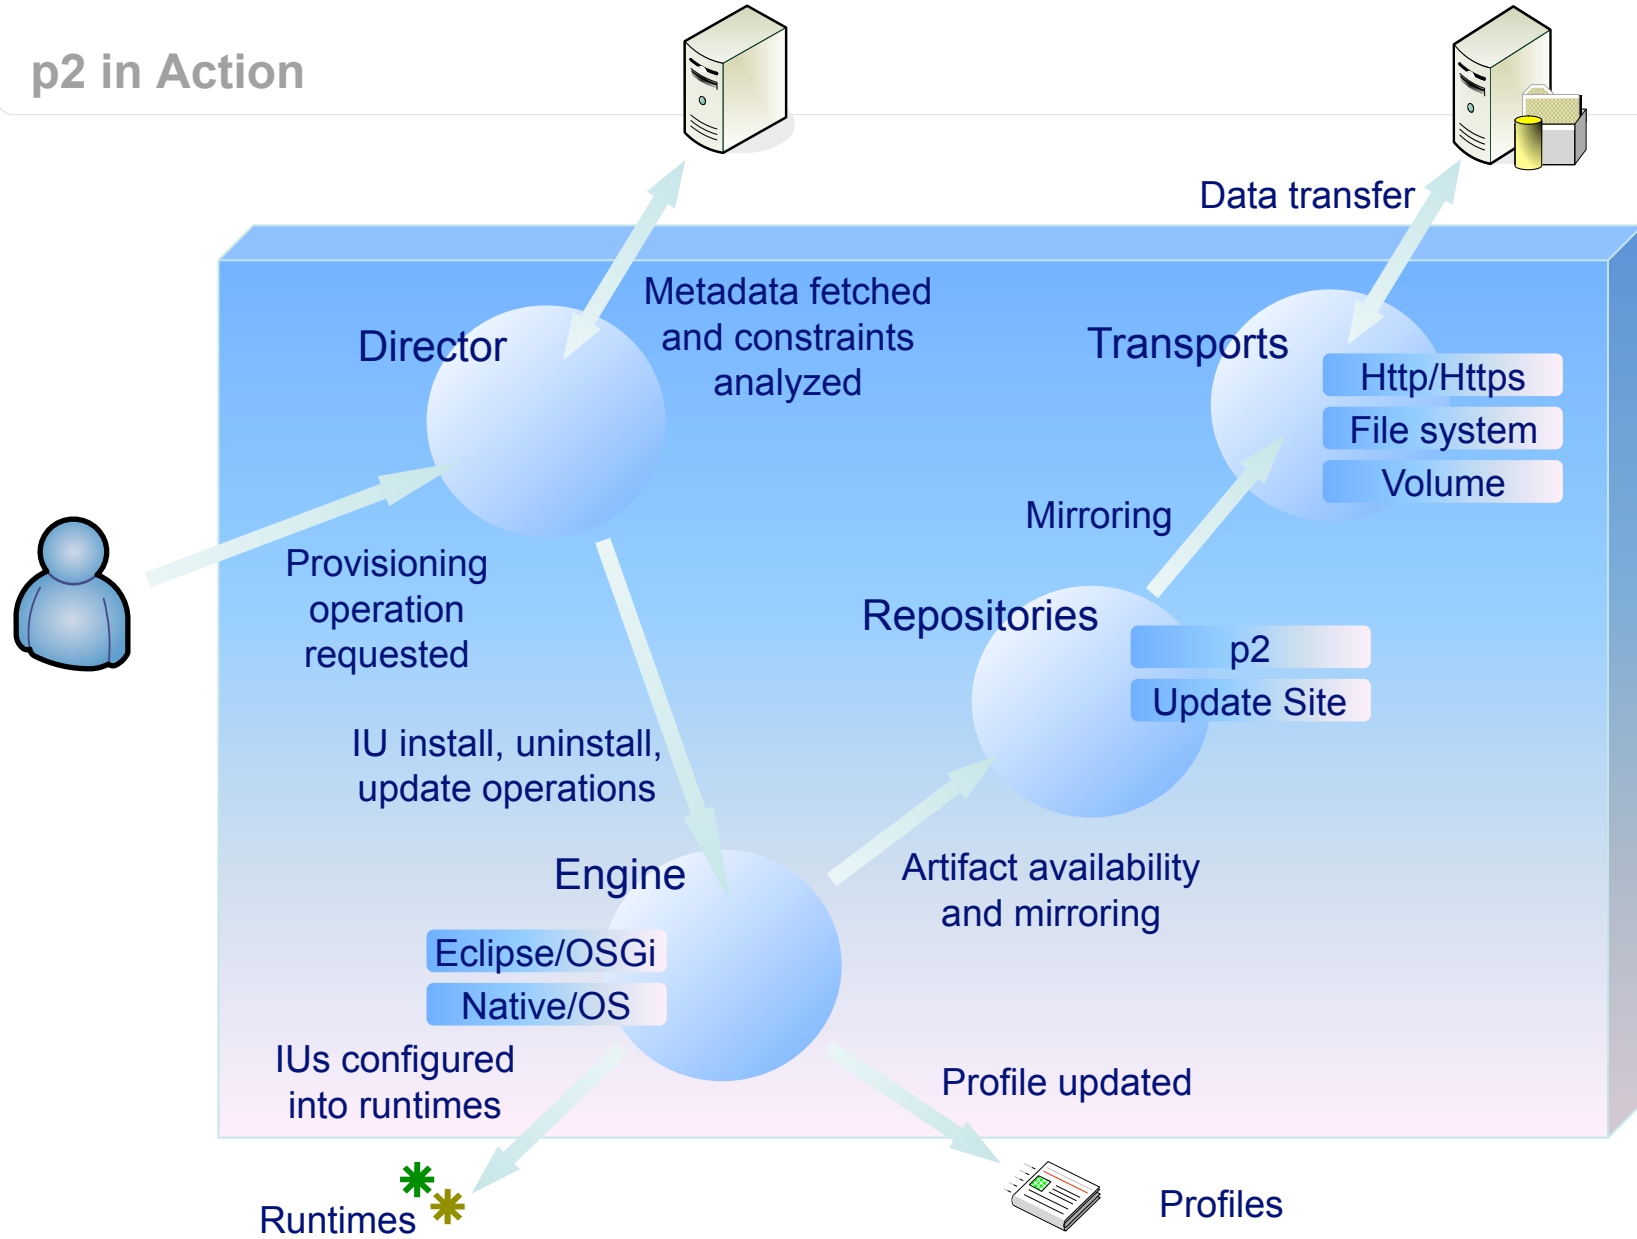 p2 in Action
Data transfer
Metadata fetched
and constraints
analyzed
Director
Transports
Http/Https
File system
Volume
Mirroring
Provisioning
operation
requested
Repositories
p2
Update Site
IU install, uninstall,
update operations
Engine
Artifact availability
and mirroring
Eclipse/OSGi
Native/OS
IUs configured
into runtimes
Profile updated
Runtimes
Profiles